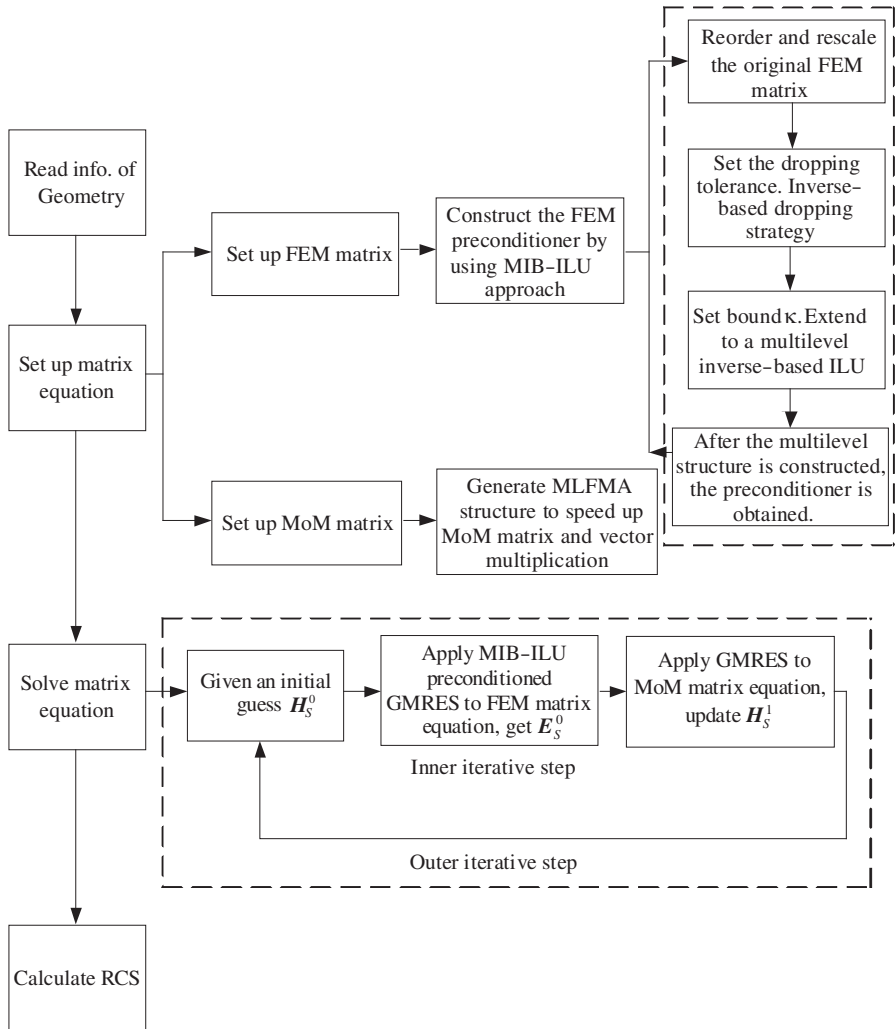 Read info. of
Geometry
Set up matrix
equation
Solve matrix
equation
Calculate RCS
Set up FEM matrix
Construct the FEM
preconditioner by
using MIB-ILU
approach
Reorder and rescale
the original FEM
matrix
Set the dropping
tolerance. Inverse-
based dropping
strategy
Set bound κ. Extend
to a multilevel
inverse-based ILU
After the multilevel
structure is constructed,
the preconditioner is
obtained.
Set up MoM matrix
Generate MLFMA
structure to speed up
MoM matrix and vector
multiplication
Given an initial
guess H_S^0
Apply MIB-ILU
preconditioned
GMRES to FEM matrix
equation, get E_S^0
Apply GMRES to
MoM matrix equation,
update H_S^1
Inner iterative step
Outer iterative step